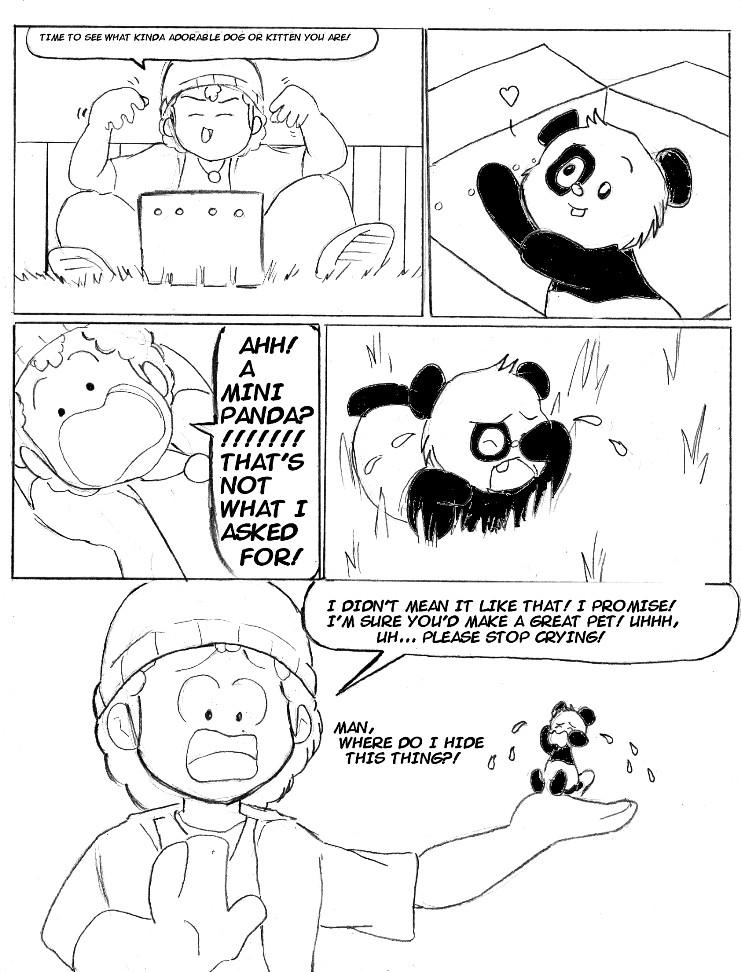 TIME TO SEE WHAT KINDA ADORABLE DOG OR KITTEN YOU ARE!
AHH!
A
MINI
PANDA?
!!!!!!!
THAT'S
NOT
WHAT I
ASKED
FOR!
I DIDN'T MEAN IT LIKE THAT! I PROMISE!
I'M SURE YOU'D MAKE A GREAT PET! UHHH,
UH... PLEASE STOP CRYING!
MAN,
WHERE DO I HIDE
THIS THING?!